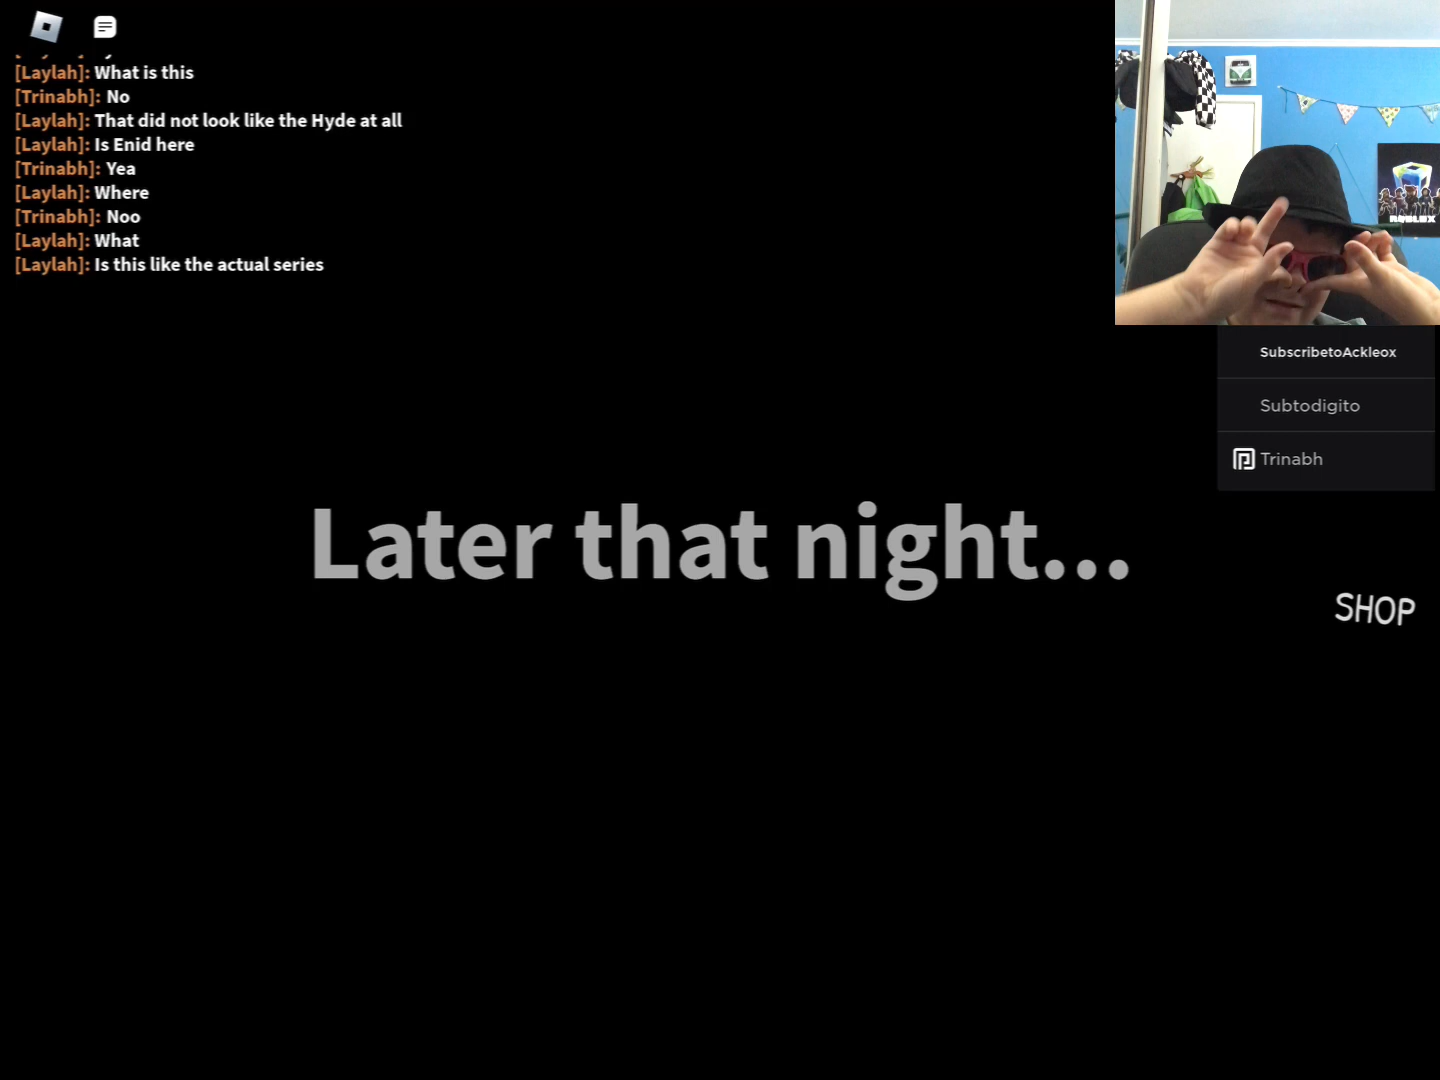 [Laylah]: What is this
[Trinabh]: No
[Laylah]: That did not look like the Hyde at all
[Laylah]: Is Enid here
[Trinabh]: Yea
[Laylah]: Where
[Trinabh]: Noo
[Laylah]: What
[Laylah]: Is this like the actual series
ROBLOX
SubscribetoAckleox
Subtodigito
Trinabh
Later that night...
SHOP